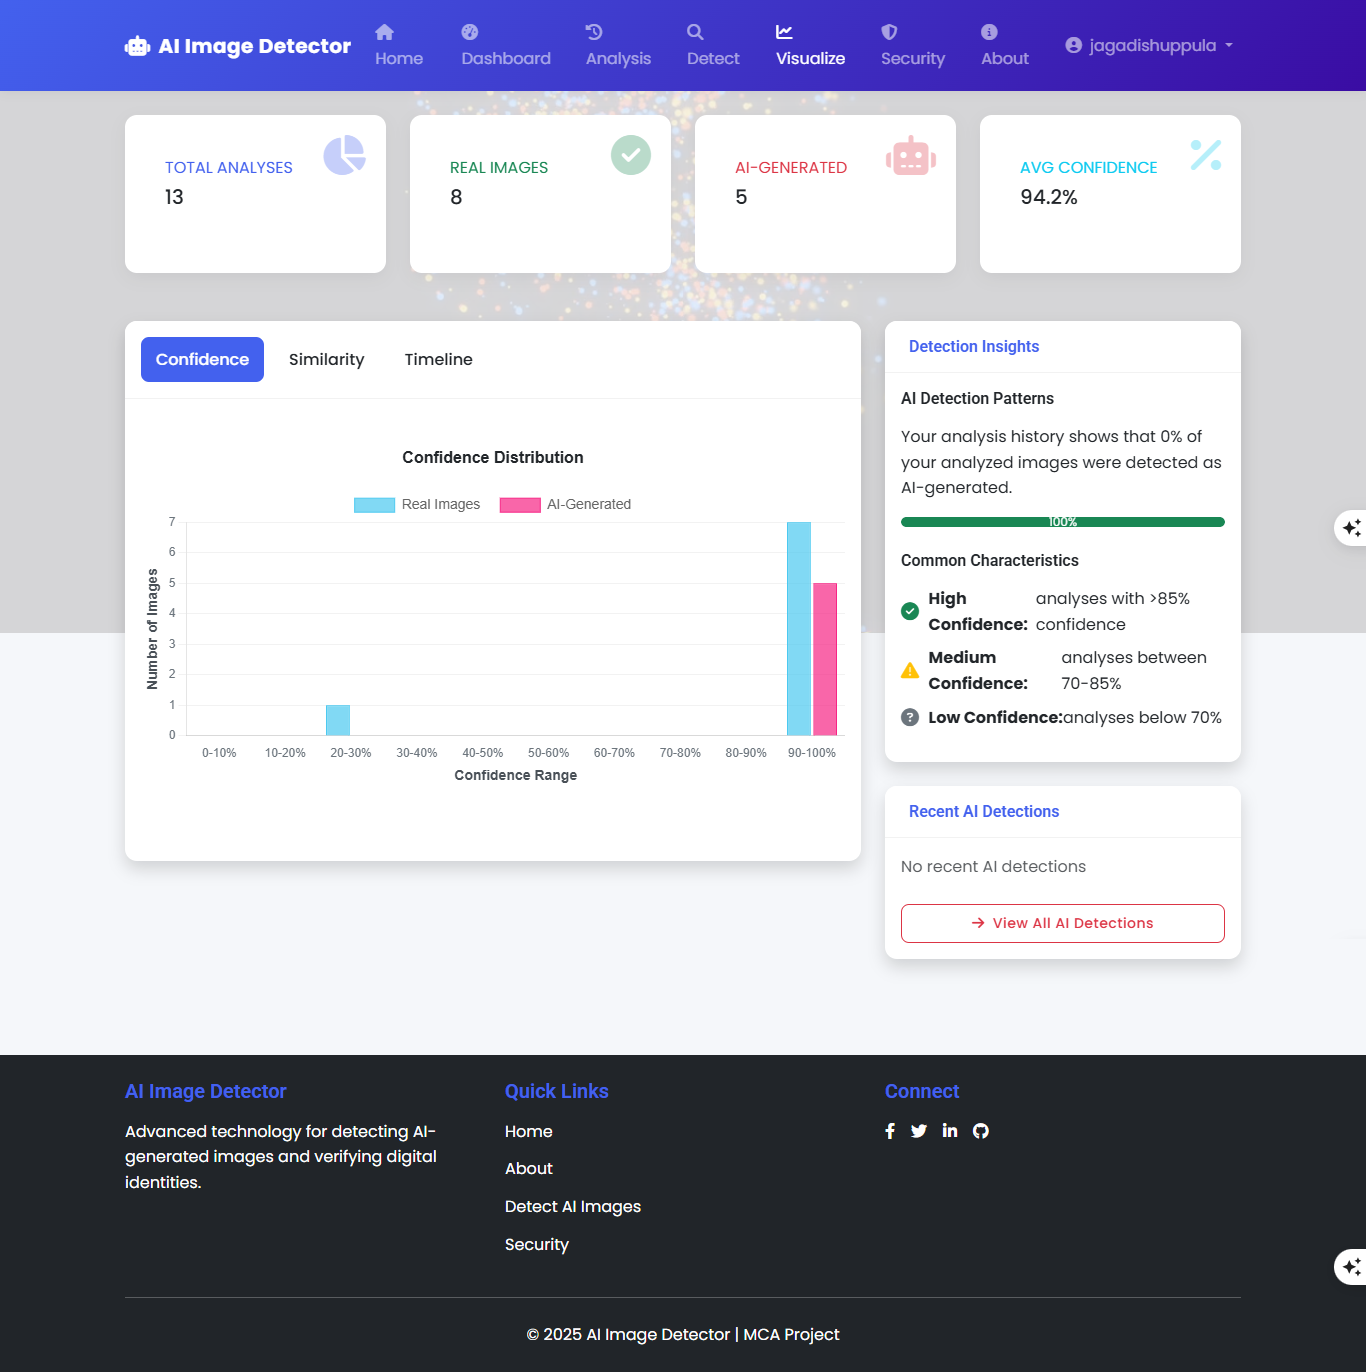 AI Image Detector
Home
Dashboard
Analysis
Detect
Visualize
Security
About
jagadishuppula
TOTAL ANALYSES
13
REAL IMAGES
8
AI-GENERATED
5
AVG CONFIDENCE
94.2%
Confidence
Similarity
Timeline
Confidence Distribution
Real Images
AI-Generated
7
6
5
4
3
2
1
0
Number of Images
0-10%
10-20%
20-30%
30-40%
40-50%
50-60%
60-70%
70-80%
80-90%
90-100%
Confidence Range
Detection Insights
AI Detection Patterns
Your analysis history shows that 0% of
your analyzed images were detected as
AI-generated.
100%
Common Characteristics
High Confidence:
analyses with >85%
confidence
Medium Confidence:
analyses between
70-85%
Low Confidence:analyses below 70%
Recent AI Detections
No recent AI detections
View All AI Detections
AI Image Detector
Advanced technology for detecting AI-
generated images and verifying digital
identities.
Quick Links
Home
About
Detect AI Images
Security
Connect
© 2025 AI Image Detector | MCA Project